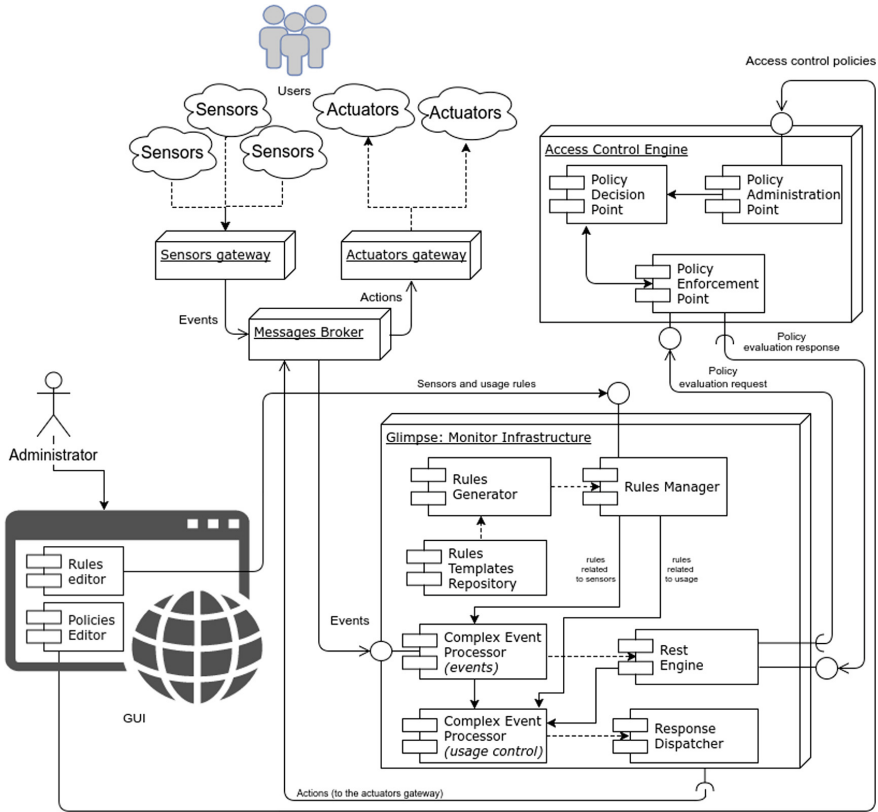 Users
Access control policies
Sensors
Actuators
Actuators
Sensors
Sensors
Access Control Engine
Policy
Decision
Point
Policy
Administration
Point
Sensors gateway
Actuators gateway
Policy
Enforcement
Point
Actions
Events
Messages Broker
Policy
evaluation response
Policy
evaluation request
Sensors and usage rules
Administrator
Glimpse: Monitor Infrastructure
Rules
Generator
Rules Manager
Rules
Templates
Repository
rules
related
to sensors
rules
related
to usage
Rules
editor
Policies
Editor
Events
Complex Event
Processor
(events)
Rest
Engine
GUI
Complex Event
Processor
(usage control)
Response
Dispatcher
Actions (to the actuators gateway)